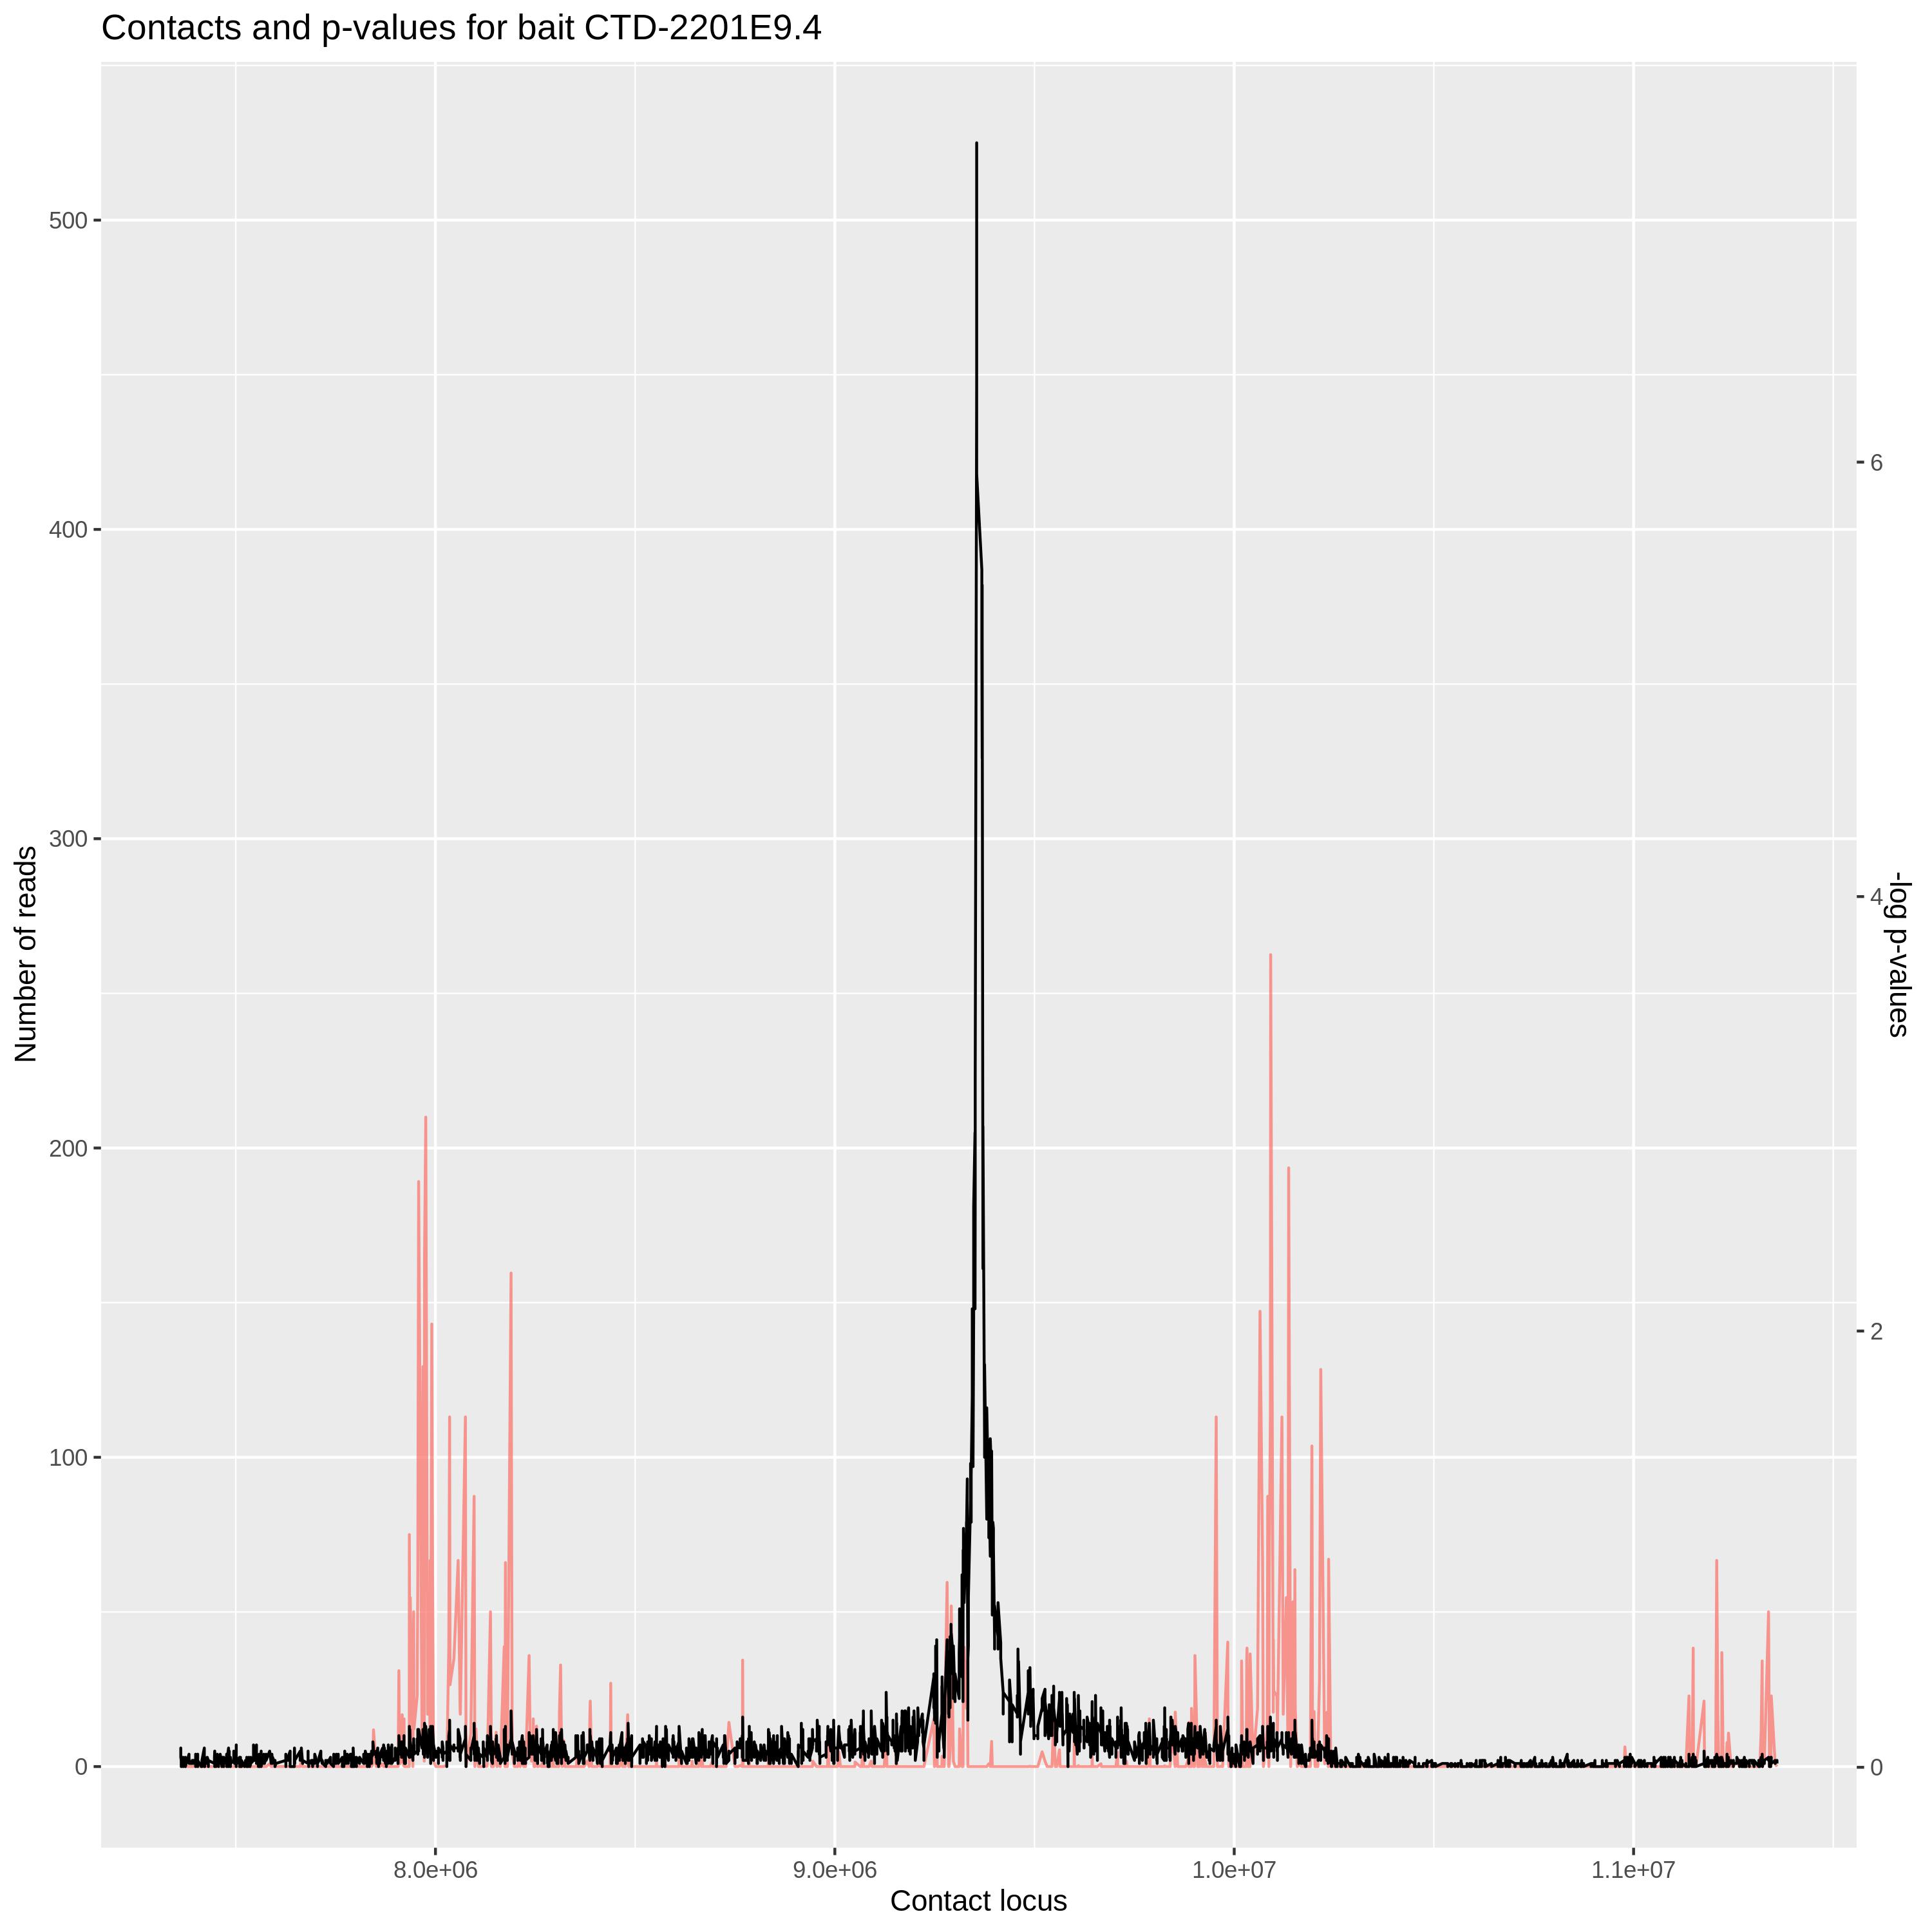 Contacts and p-values for bait CTD-2201E9.4
500
400
300
200
100
0
Number of reads
6
4
2
0
-log p-values
8.0e+06
9.0e+06
1.0e+07
1.1e+07
Contact locus